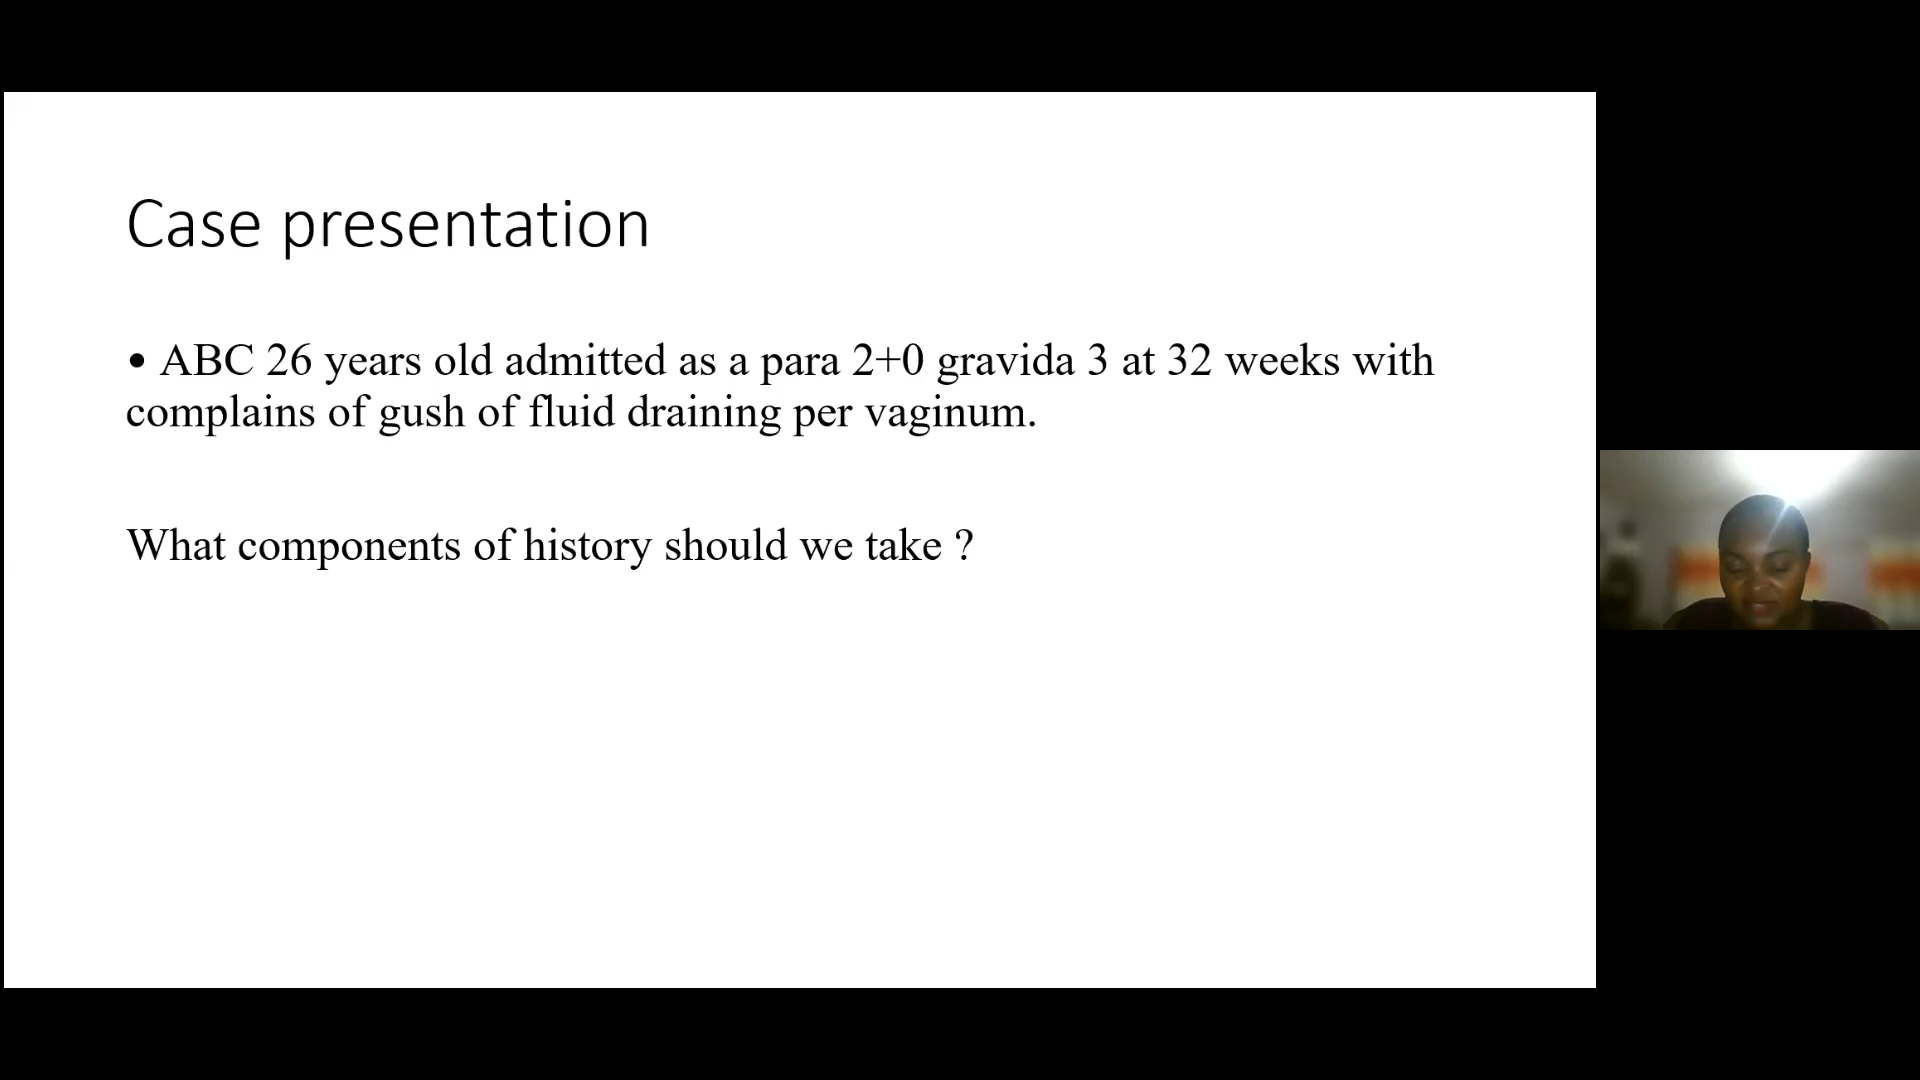 Case presentation
• ABC 26 years old admitted as a para 2+0 gravida 3 at 32 weeks with
complains of gush of fluid draining per vaginum.
What components of history should we take ?